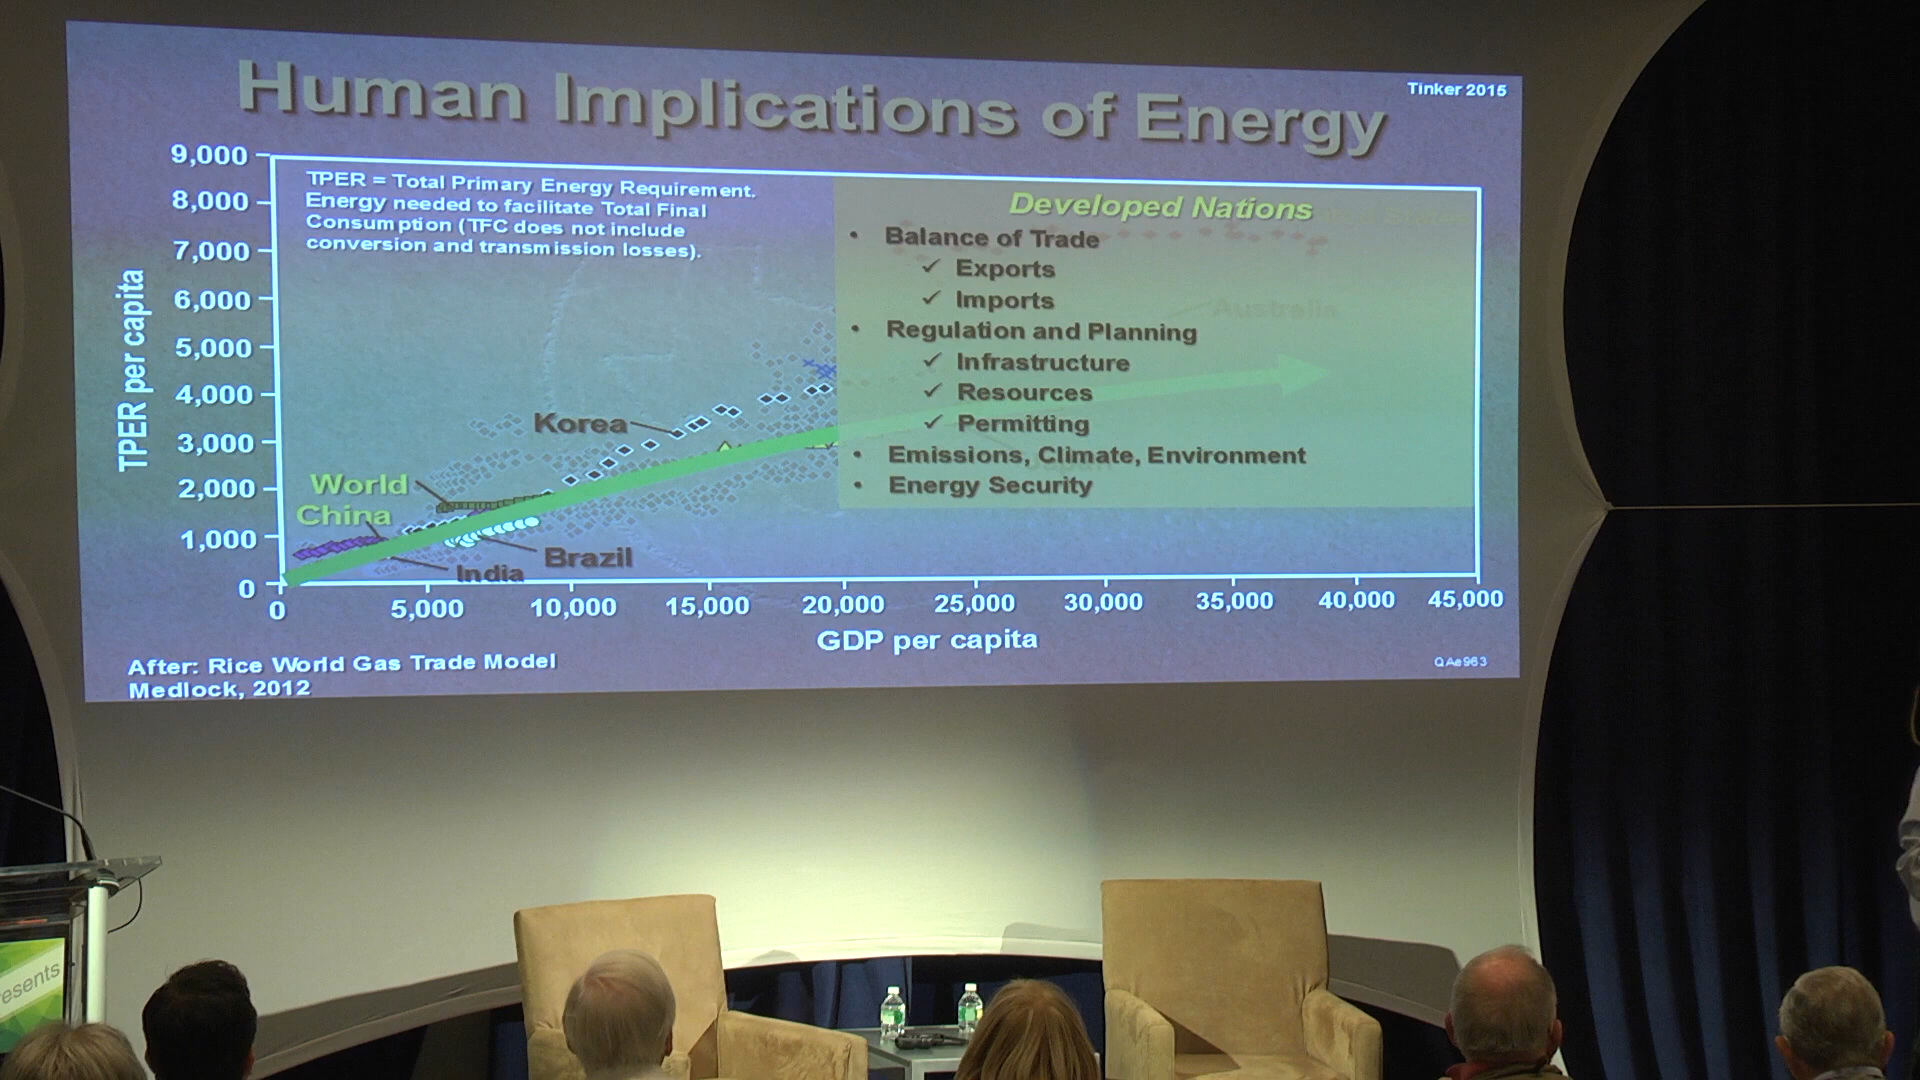 Human Implications of Energy
Tinker 2015
9,000
8,000
7,000
6,000
5,000
4,000
3,000
2,000
1,000
0
TPER per capita
TPER = Total Primary Energy Requirement.
Energy needed to facilitate Total Final
Consumption (TFC does not include
conversion and transmission losses).
Developed Nations
• Balance of Trade
✓ Exports
✓ Imports
• Regulation and Planning
✓ Infrastructure
✓ Resources
✓ Permitting
• Emissions, Climate, Environment
• Energy Security
Australia
Korea
World
China
Brazil
India
0 5,000 10,000 15,000 20,000 25,000 30,000 35,000 40,000 45,000
GDP per capita
After: Rice World Gas Trade Model
Medlock, 2012
QAe963
esents